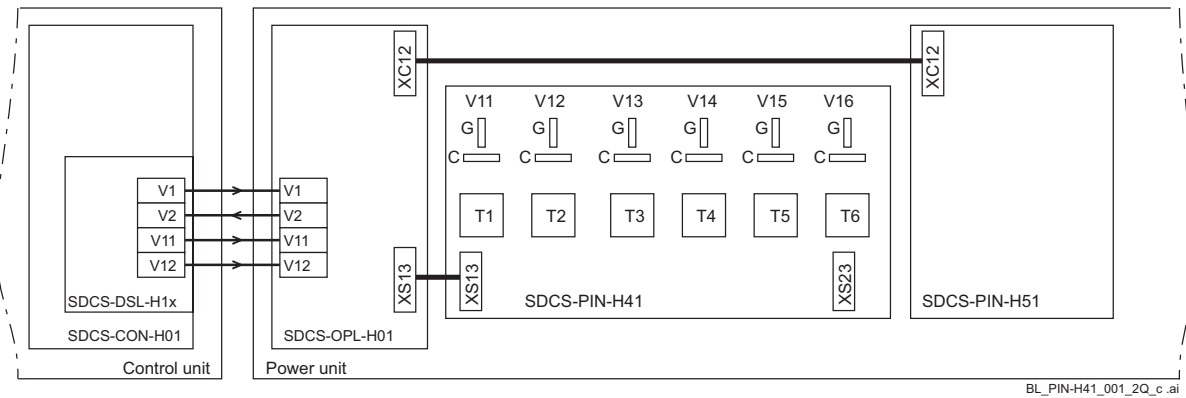 XC12
XC12
V11 V12 V13 V14 V15 V16
G G G G G G
C C C C C C
V1 V1
V2 V2
V11 V11
V12 V12
T1 T2 T3 T4 T5 T6
XS13 XS13 XS23
SDCS-DSL-H1x
SDCS-PIN-H41
SDCS-PIN-H51
SDCS-CON-H01
SDCS-OPL-H01
Control unit
Power unit
BL_PIN-H41_001_2Q_c .ai